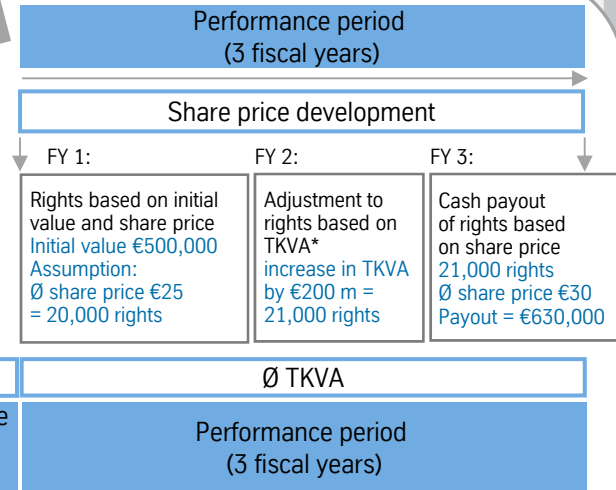 Performance period
(3 fiscal years)
Share price development
FY 1:
FY 2:
FY 3:
Rights based on initial
value and share price
Initial value €500,000
Assumption:
Ø share price €25
= 20,000 rights
Adjustment to
rights based on
TKVA*
increase in TKVA
by €200 m =
21,000 rights
Cash payout
of rights based
on share price
21,000 rights
Ø share price €30
Payout = €630,000
Ø TKVA
Performance period
(3 fiscal years)